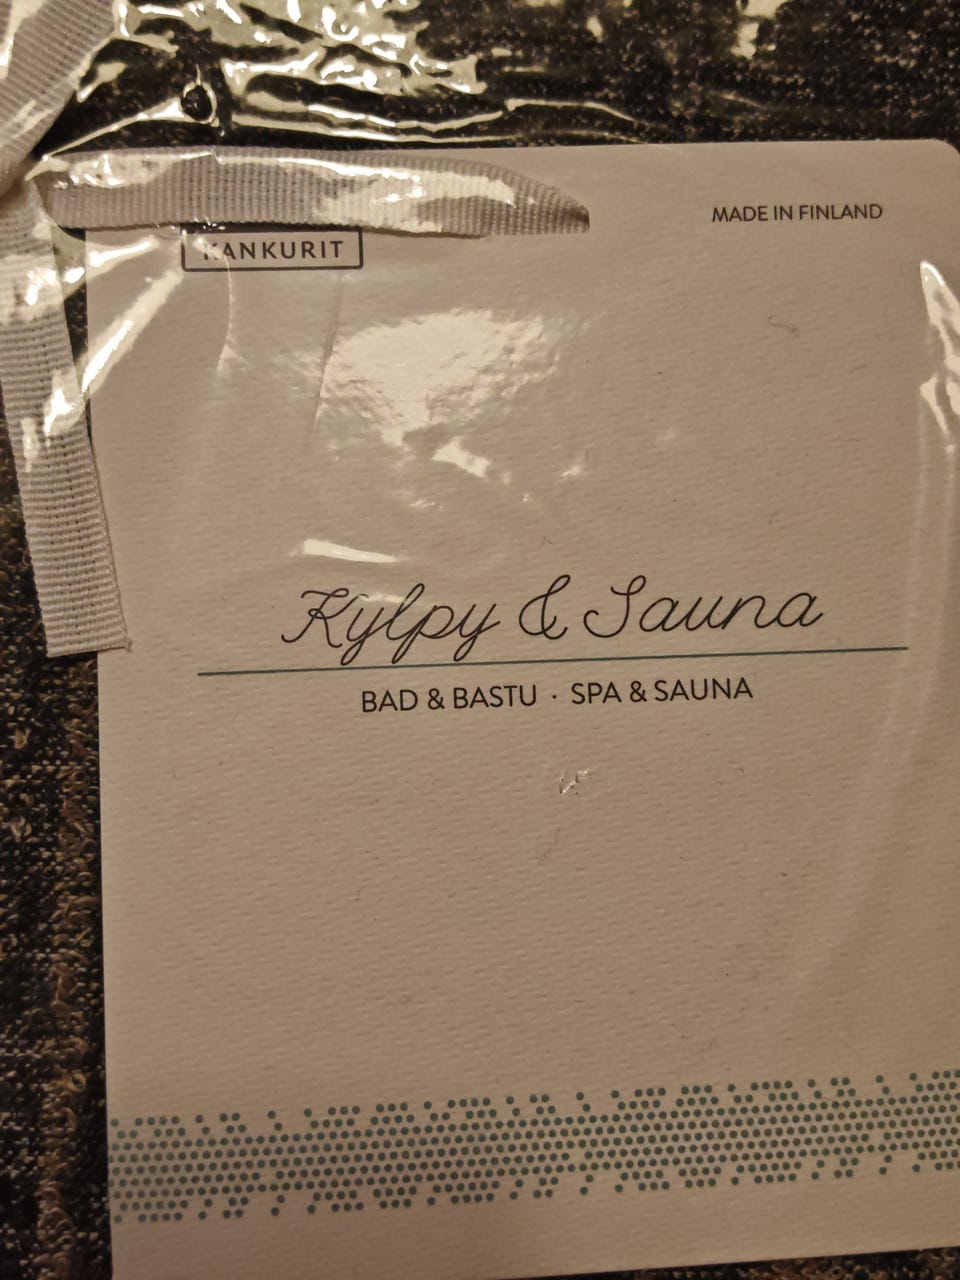 MADE IN FINLAND
KANKURIT
Kylpy & Sauna
BAD & BASTU · SPA & SAUNA